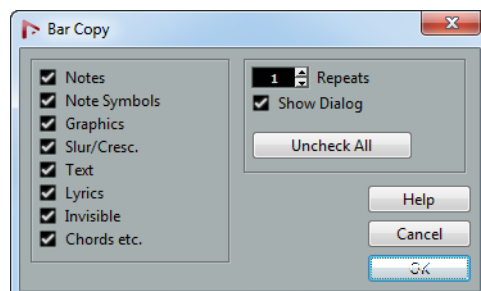 Bar Copy
Notes
Note Symbols
Graphics
Slur/Cresc.
Text
Lyrics
Invisible
Chords etc.
1 Repeats
Show Dialog
Uncheck All
Help
Cancel
OK